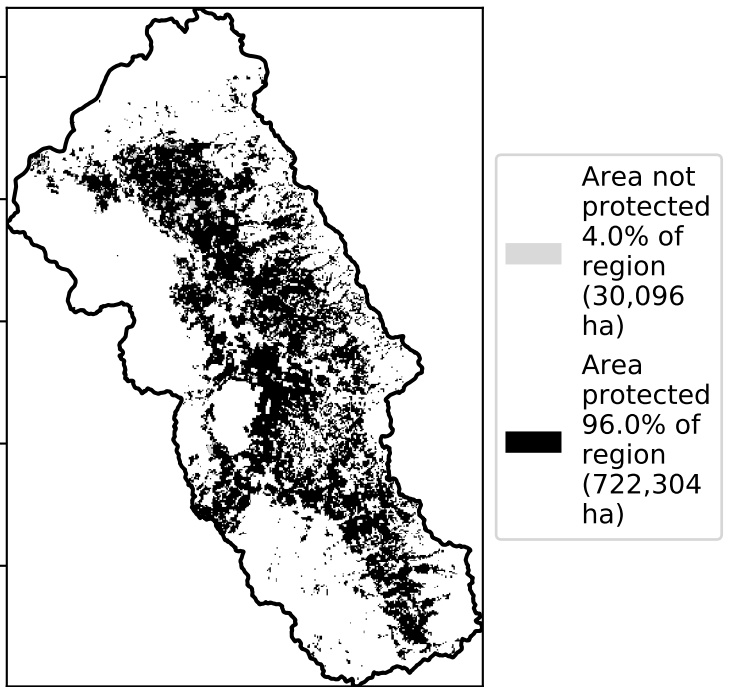 Area not
protected
4.0% of
region
(30,096
ha)
Area
protected
96.0% of
region
(722,304
ha)